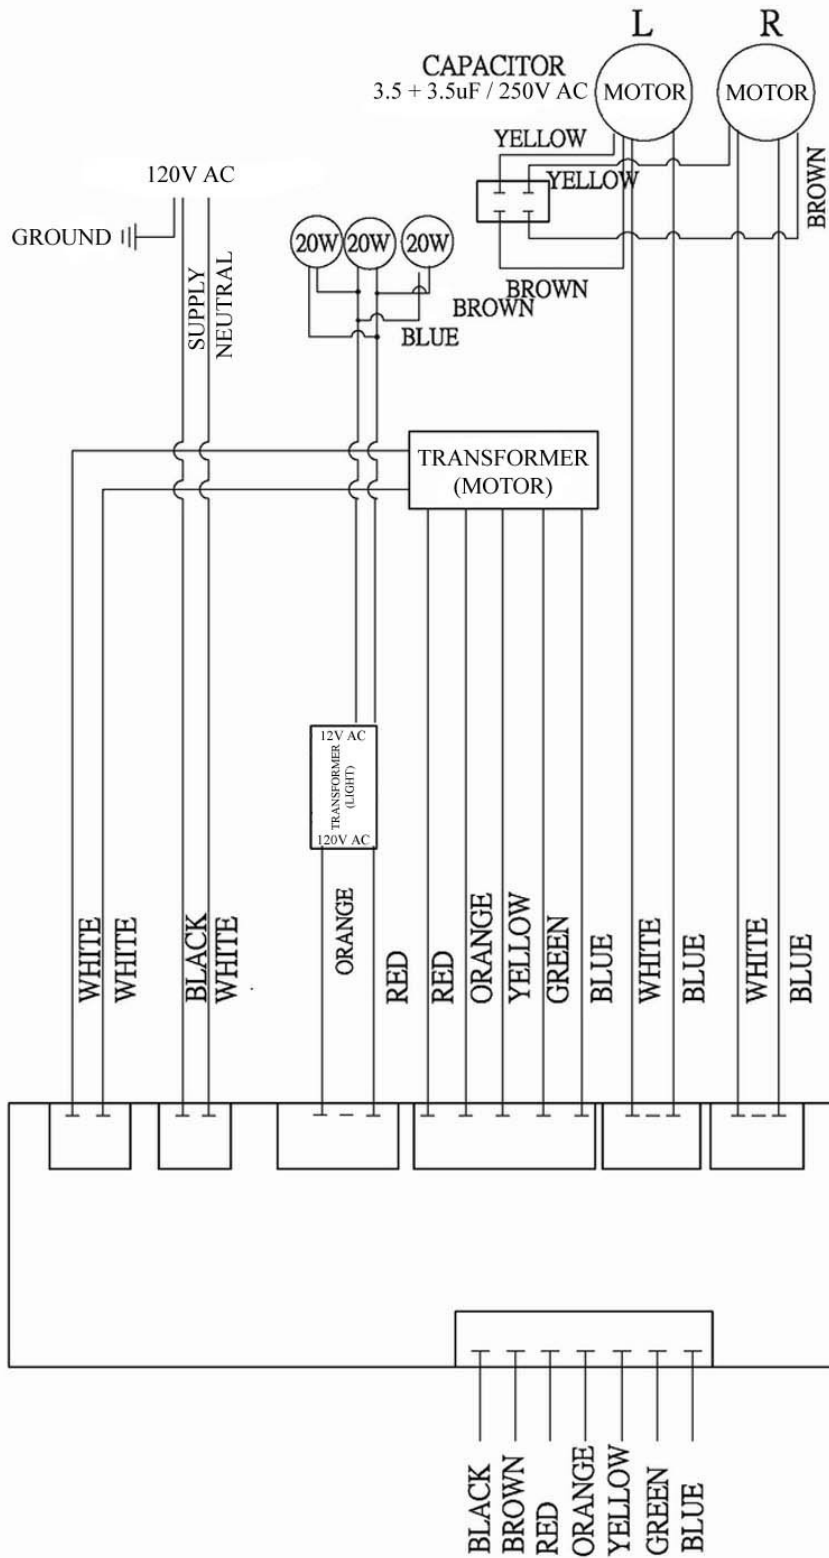 L
R
CAPACITOR
3.5 + 3.5uF / 250V AC
MOTOR
MOTOR
YELLOW
YELLOW
BROWN
120V AC
GROUND
SUPPLY
NEUTRAL
20W
20W
20W
BROWN
BROWN
BLUE
TRANSFORMER
(MOTOR)
12V AC
TRANSFORMER
(LIGHT)
120V AC
WHITE
WHITE
BLACK
WHITE
ORANGE
RED
RED
ORANGE
YELLOW
GREEN
BLUE
WHITE
BLUE
WHITE
BLUE
BLACK
BROWN
RED
ORANGE
YELLOW
GREEN
BLUE